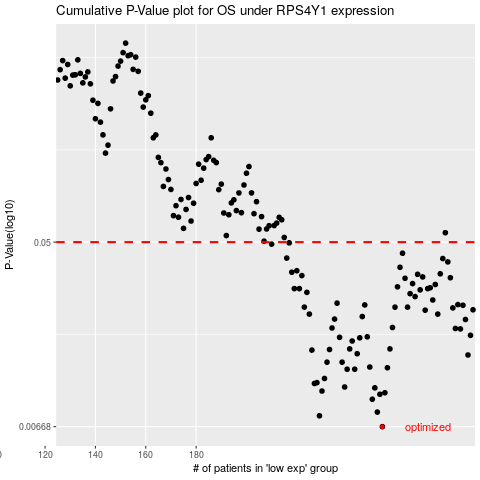 Cumulative P-Value plot for OS under RPS4Y1 expression
P-Value(log10)
0.05
0.00668
optimized
0 120 140 160 180
# of patients in 'low exp' group